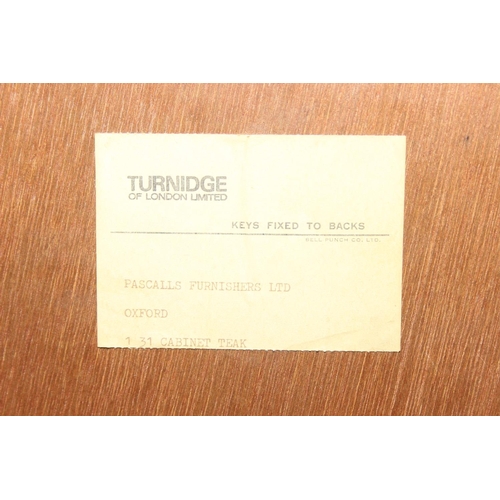 TURNIDGE
OF LONDON LIMITED
KEYS FIXED TO BACKS
BELL PUNCH CO. LTD.
PASCALLS FURNISHERS LTD
OXFORD
1 31 CABINET TEAK